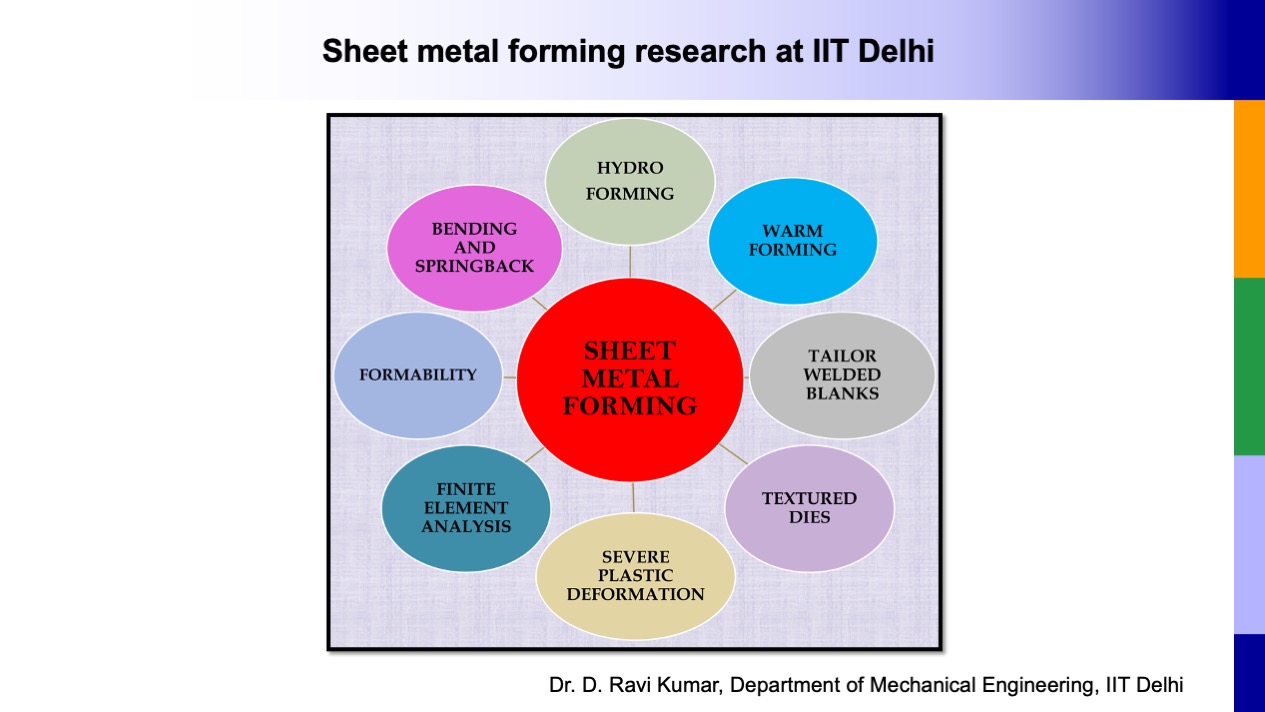 Sheet metal forming research at IIT Delhi
HYDRO
FORMING
WARM
FORMING
TAILOR
WELDED
BLANKS
TEXTURED
DIES
SEVERE
PLASTIC
DEFORMATION
FINITE
ELEMENT
ANALYSIS
FORMABILITY
BENDING
AND
SPRINGBACK
SHEET
METAL
FORMING
Dr. D. Ravi Kumar, Department of Mechanical Engineering, IIT Delhi